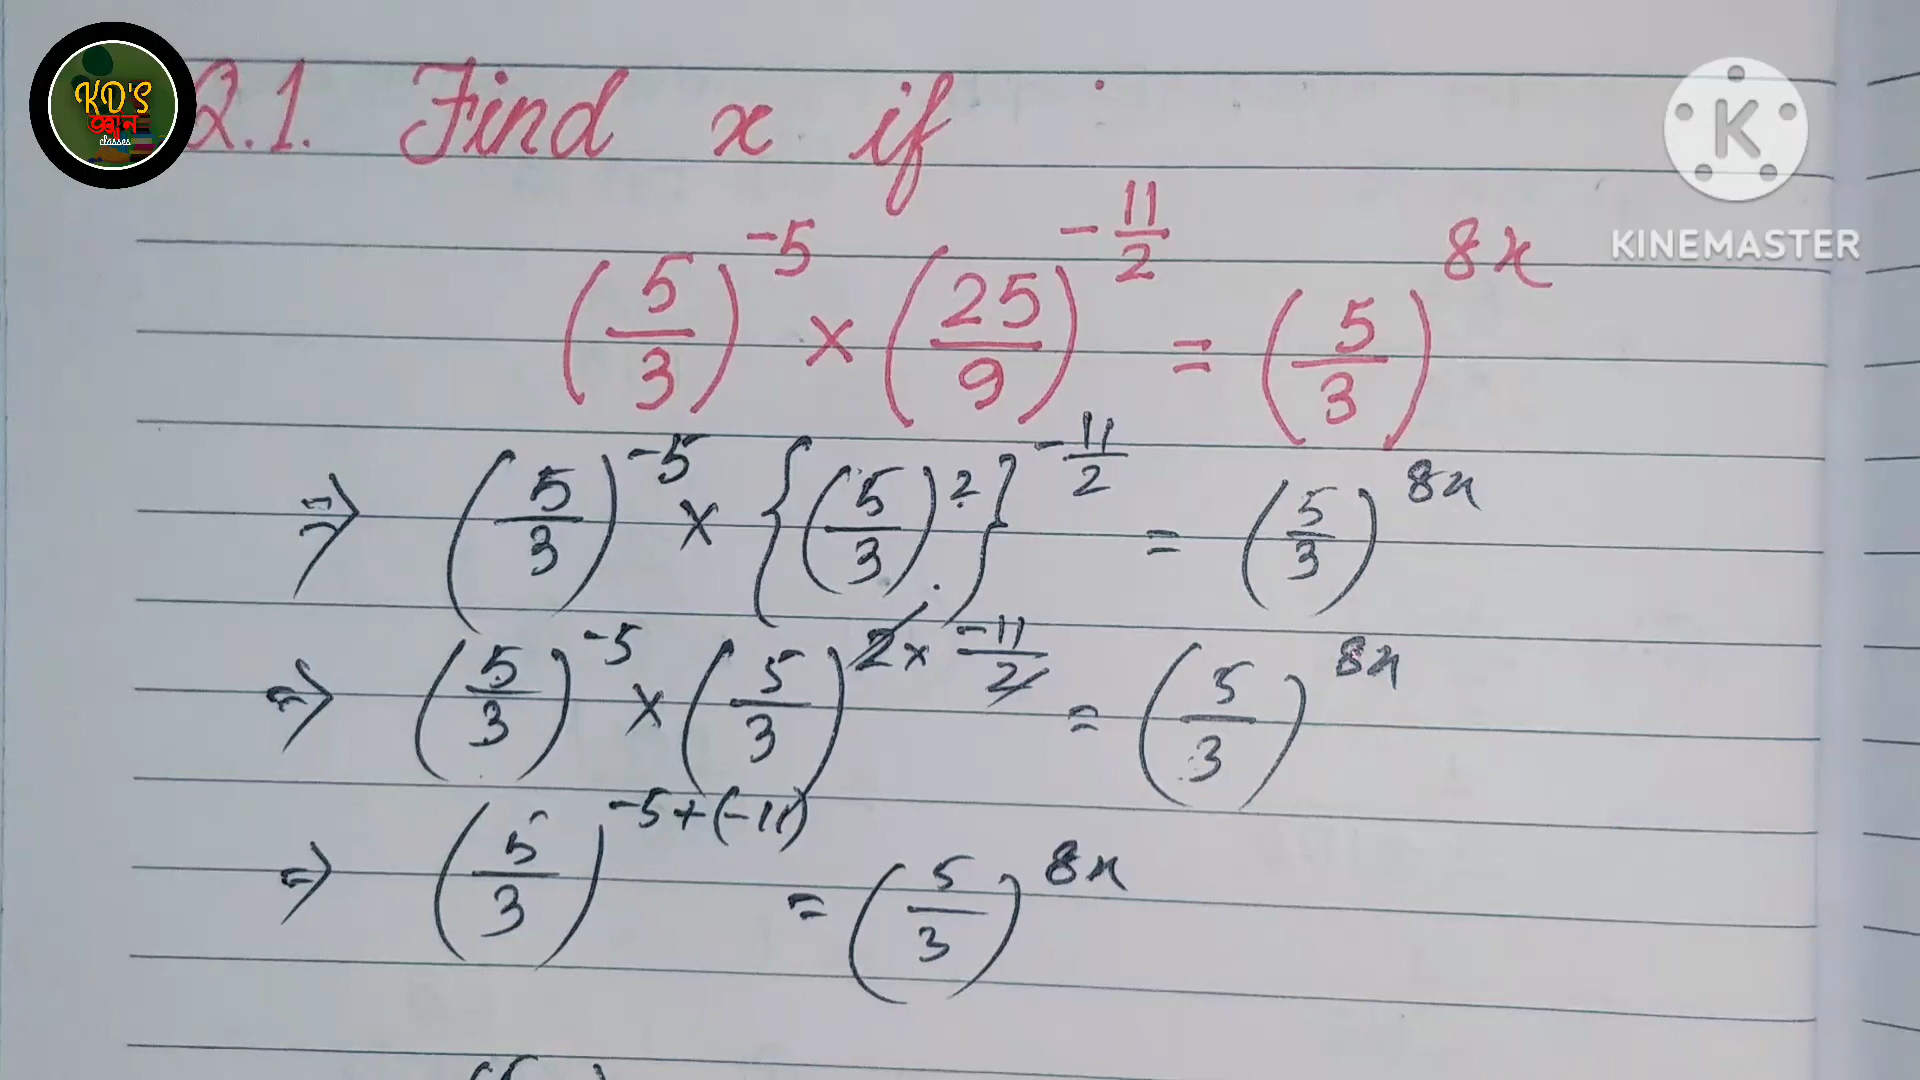 KD'S
জ্ঞান
classes
Q.1. Find x if
K
KINEMASTER
(5/3)^-5 × (25/9)^-11/2 = (5/3)^8x
⇒ (5/3)^-5 × {(5/3)^2}^-11/2 = (5/3)^8x
⇒ (5/3)^-5 × (5/3)^2×-11/2 = (5/3)^8x
⇒ (5/3)^-5+(-11) = (5/3)^8x